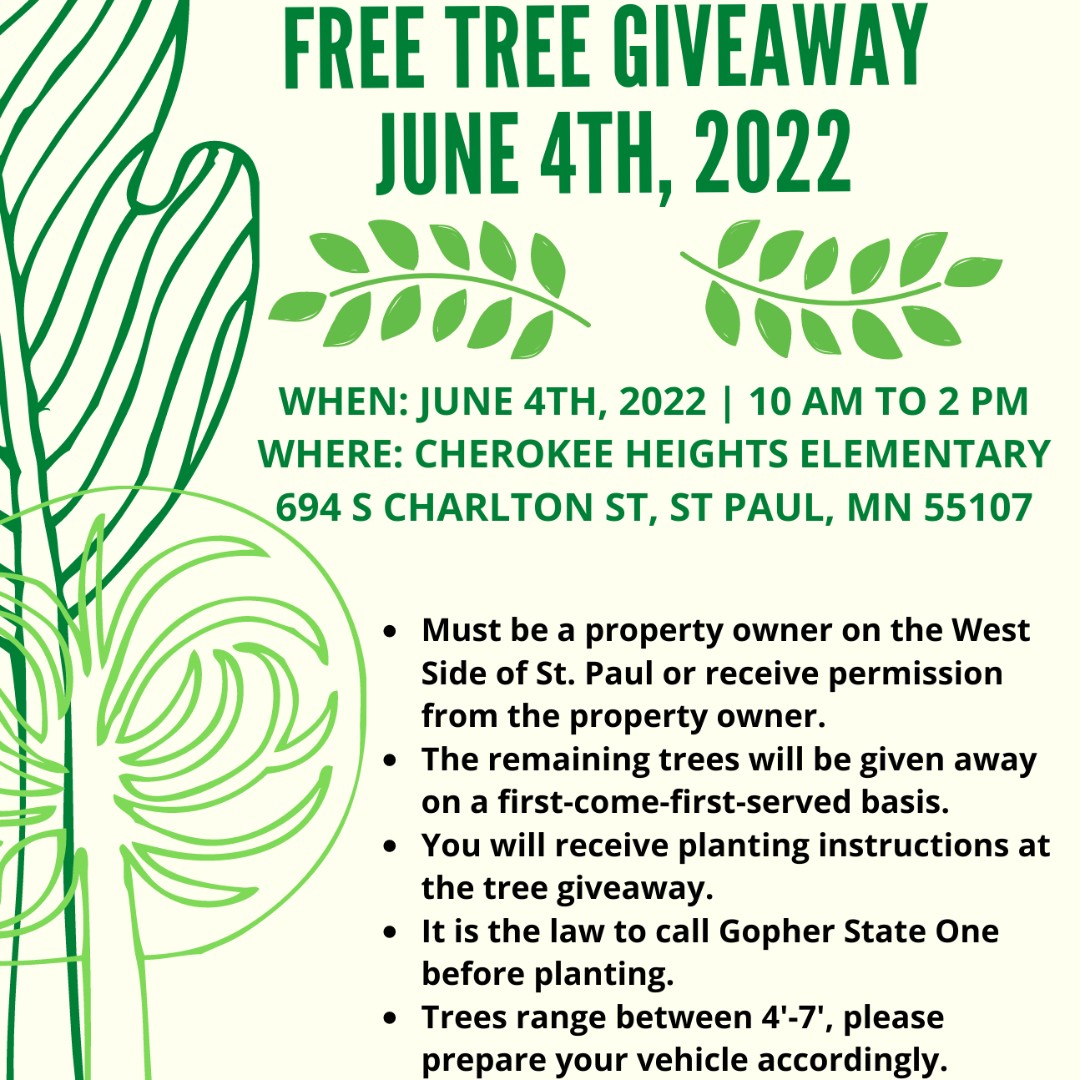 FREE TREE GIVEAWAY
JUNE 4TH, 2022
WHEN: JUNE 4TH, 2022 | 10 AM TO 2 PM
WHERE: CHEROKEE HEIGHTS ELEMENTARY
694 S CHARLTON ST, ST PAUL, MN 55107
• Must be a property owner on the West
Side of St. Paul or receive permission
from the property owner.
• The remaining trees will be given away
on a first-come-first-served basis.
• You will receive planting instructions at
the tree giveaway.
• It is the law to call Gopher State One
before planting.
• Trees range between 4'-7', please
prepare your vehicle accordingly.